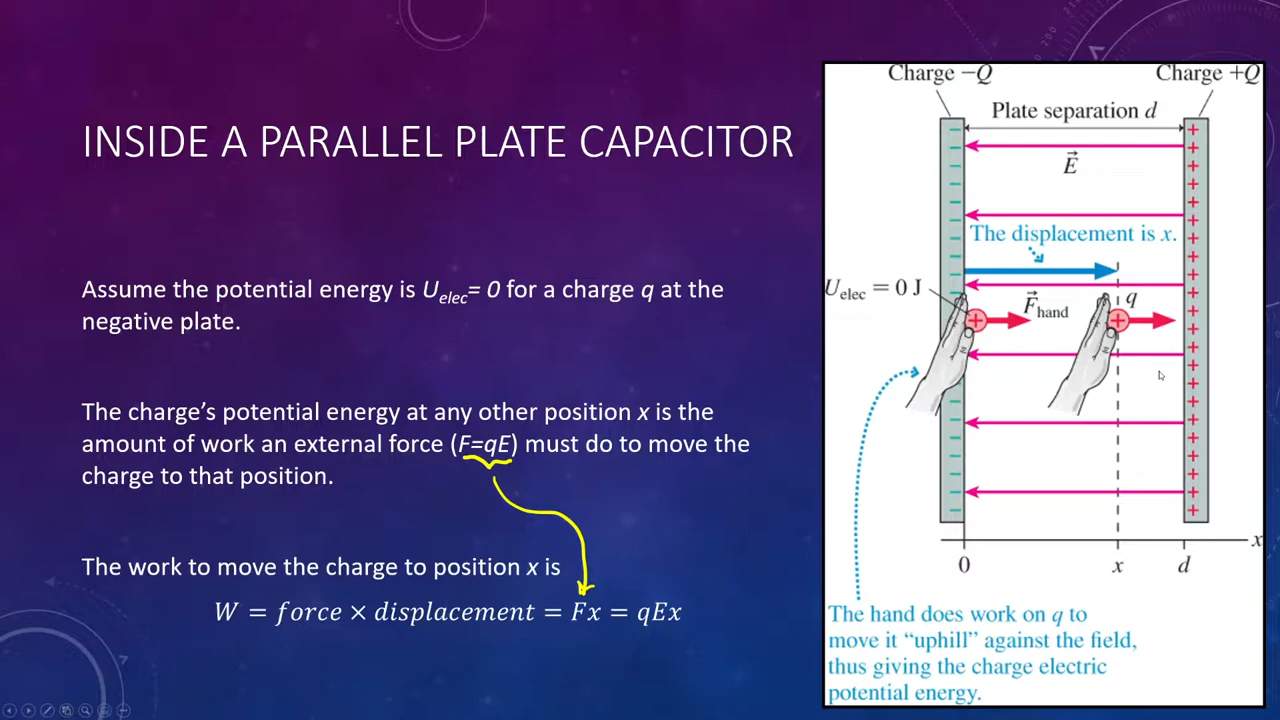 INSIDE A PARALLEL PLATE CAPACITOR
Assume the potential energy is Uelec= 0 for a charge q at the
negative plate.
The charge's potential energy at any other position x is the
amount of work an external force (F=qE) must do to move the
charge to that position.
The work to move the charge to position x is
W = force × displacement = Fx = qEx
Charge −Q
Charge +Q
Plate separation d
E⃗
The displacement is x.
Uelec = 0 J
F⃗hand
q
x
0
x
d
The hand does work on q to
move it “uphill” against the field,
thus giving the charge electric
potential energy.